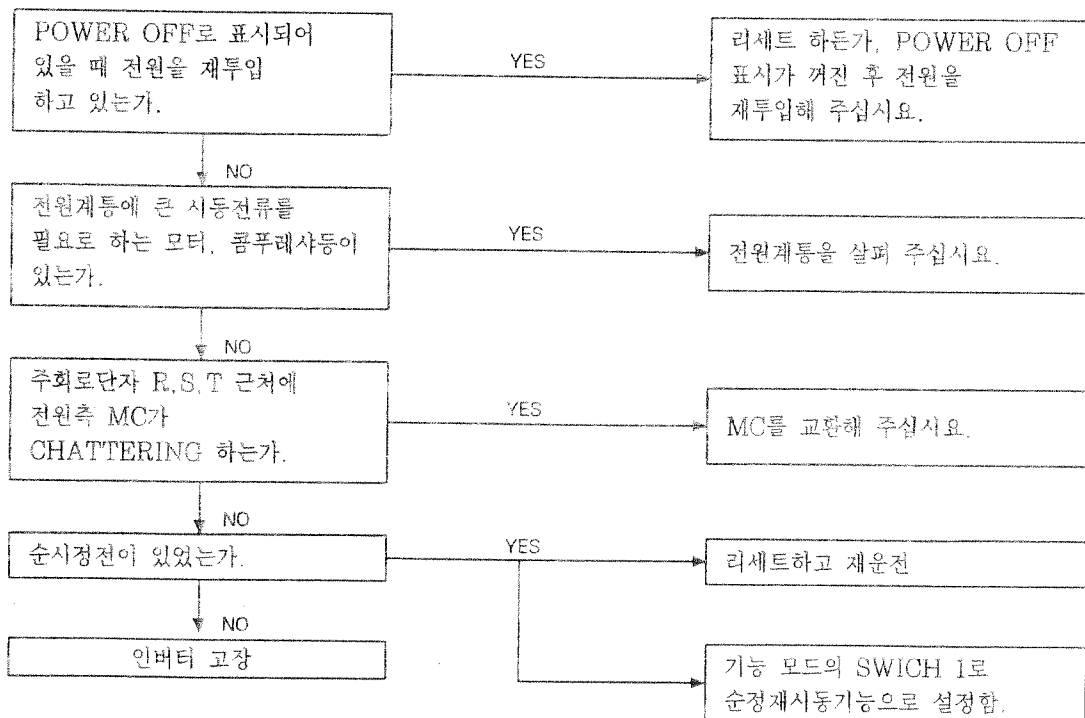 POWER OFF로 표시되어
있을 때 전원을 재투입
하고 있는가.
YES
리세트 하든가, POWER OFF
표시가 꺼진 후 전원을
재투입해 주십시요.
NO
전원계통에 큰 시동전류를
필요로 하는 모터, 콤푸레샤등이
있는가.
YES
전원계통을 살펴 주십시요.
NO
주회로단자 R,S,T 근처에
전원측 MC가
CHATTERING 하는가.
YES
MC를 교환해 주십시요.
NO
순시정전이 있었는가.
YES
리세트하고 재운전
NO
인버터 고장
기능 모드의 SWICH 1로
순정재시동기능으로 설정함.